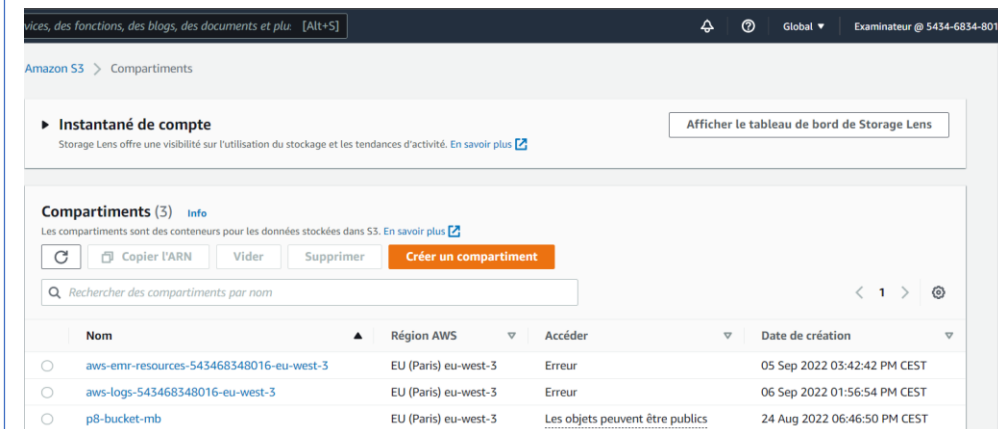 vices, des fonctions, des blogs, des documents et plu: [Alt+S] Global ▼ Examinateur @ 5434-6834-801
Amazon S3 > Compartiments
Instantané de compte
Afficher le tableau de bord de Storage Lens
Storage Lens offre une visibilité sur l'utilisation du stockage et les tendances d'activité. En savoir plus
Compartiments (3) Info
Les compartiments sont des conteneurs pour les données stockées dans S3. En savoir plus
Copier l'ARN Vider Supprimer Créer un compartiment
Rechercher des compartiments par nom < 1 >
Nom Région AWS Accéder Date de création
aws-emr-resources-543468348016-eu-west-3 EU (Paris) eu-west-3 Erreur 05 Sep 2022 03:42:42 PM CEST
aws-logs-543468348016-eu-west-3 EU (Paris) eu-west-3 Erreur 06 Sep 2022 01:56:54 PM CEST
p8-bucket-mb EU (Paris) eu-west-3 Les objets peuvent être publics 24 Aug 2022 06:46:50 PM CEST